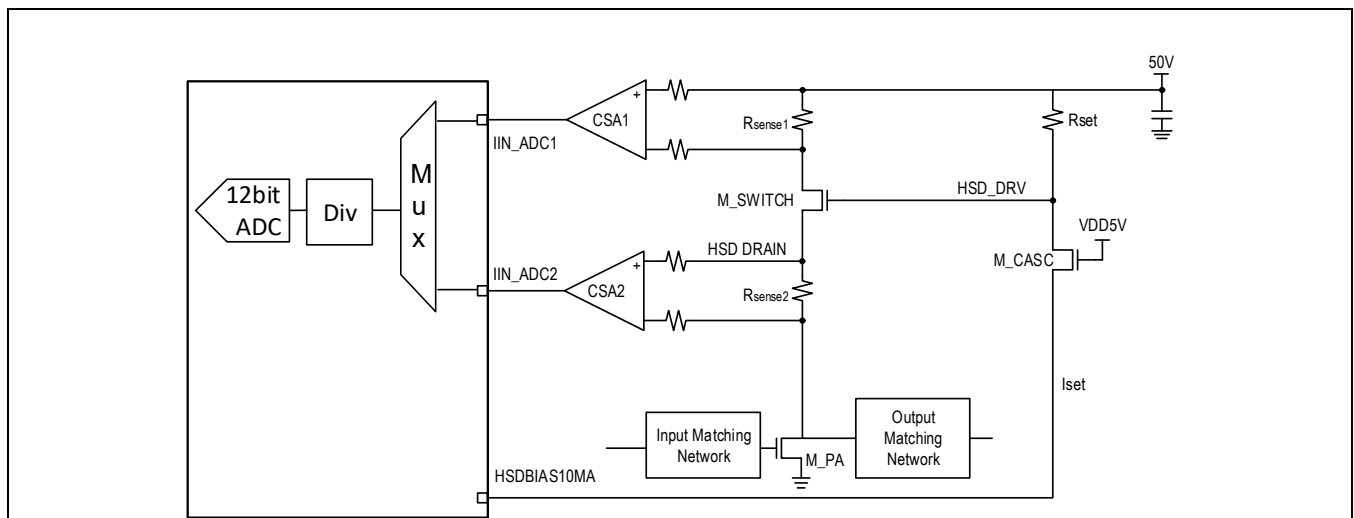 50V
+
CSA1
Rsense1
Rset
IIN_ADC1
M
u
x
12bit
ADC
Div
M_SWITCH
HSD_DRV
VDD5V
HSD DRAIN
M_CASC
IIN_ADC2
+
CSA2
Rsense2
Iset
Input Matching
Network
Output
Matching
Network
M_PA
HSDBIAS10MA